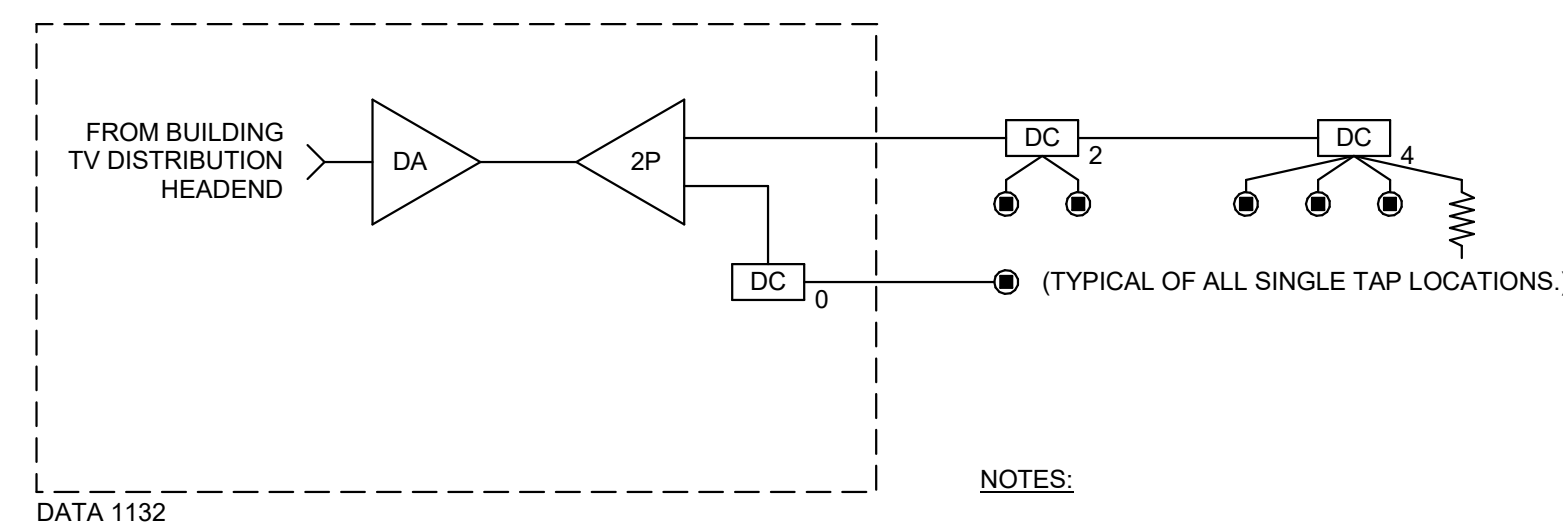 FROM BUILDING
TV DISTRIBUTION
HEADEND
DA
2P
DC
2
DC
4
DC
0
(TYPICAL OF ALL SINGLE TAP LOCATIONS.)
NOTES:
DATA 1132